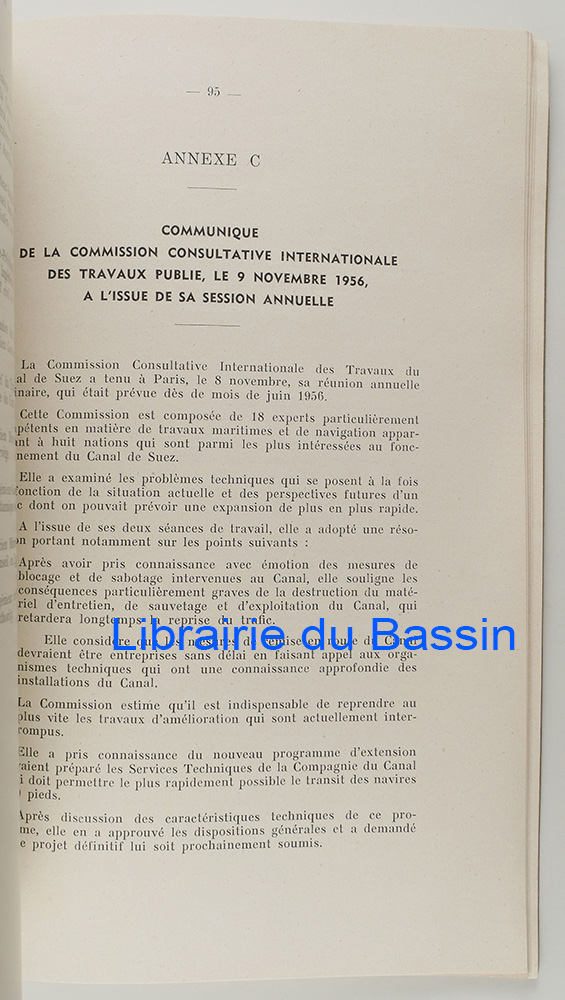 — 95 —
ANNEXE C
COMMUNIQUE
DE LA COMMISSION CONSULTATIVE INTERNATIONALE
DES TRAVAUX PUBLIE, LE 9 NOVEMBRE 1956,
A L'ISSUE DE SA SESSION ANNUELLE
La Commission Consultative Internationale des Travaux du
al de Suez a tenu à Paris, le 8 novembre, sa réunion annuelle
inaire, qui était prévue dès de mois de juin 1956.
Cette Commission est composée de 18 experts particulièrement
pétents en matière de travaux maritimes et de navigation appar-
nt à huit nations qui sont parmi les plus intéressées au fonc-
nement du Canal de Suez.
Elle a examiné les problèmes techniques qui se posent à la fois
fonction de la situation actuelle et des perspectives futures d'un
c dont on pouvait prévoir une expansion de plus en plus rapide.
A l'issue de ses deux séances de travail, elle a adopté une réso-
on portant notamment sur les points suivants :
Après avoir pris connaissance avec émotion des mesures de
blocage et de sabotage intervenues au Canal, elle souligne les
conséquences particulièrement graves de la destruction du maté-
riel d'entretien, de sauvetage et d'exploitation du Canal, qui
retardera longtemps la reprise du trafic.
Librairie du Bassin
Elle considère que les mesures de remise en route du Canal
devraient être entreprises sans délai en faisant appel aux orga-
nismes techniques qui ont une connaissance approfondie des
installations du Canal.
La Commission estime qu'il est indispensable de reprendre au
plus vite les travaux d'amélioration qui sont actuellement inter-
rompus.
Elle a pris connaissance du nouveau programme d'extension
aient préparé les Services Techniques de la Compagnie du Canal
i doit permettre le plus rapidement possible le transit des navires
pieds.
Après discussion des caractéristiques techniques de ce pro-
me, elle en a approuvé les dispositions générales et a demandé
e projet définitif lui soit prochainement soumis.